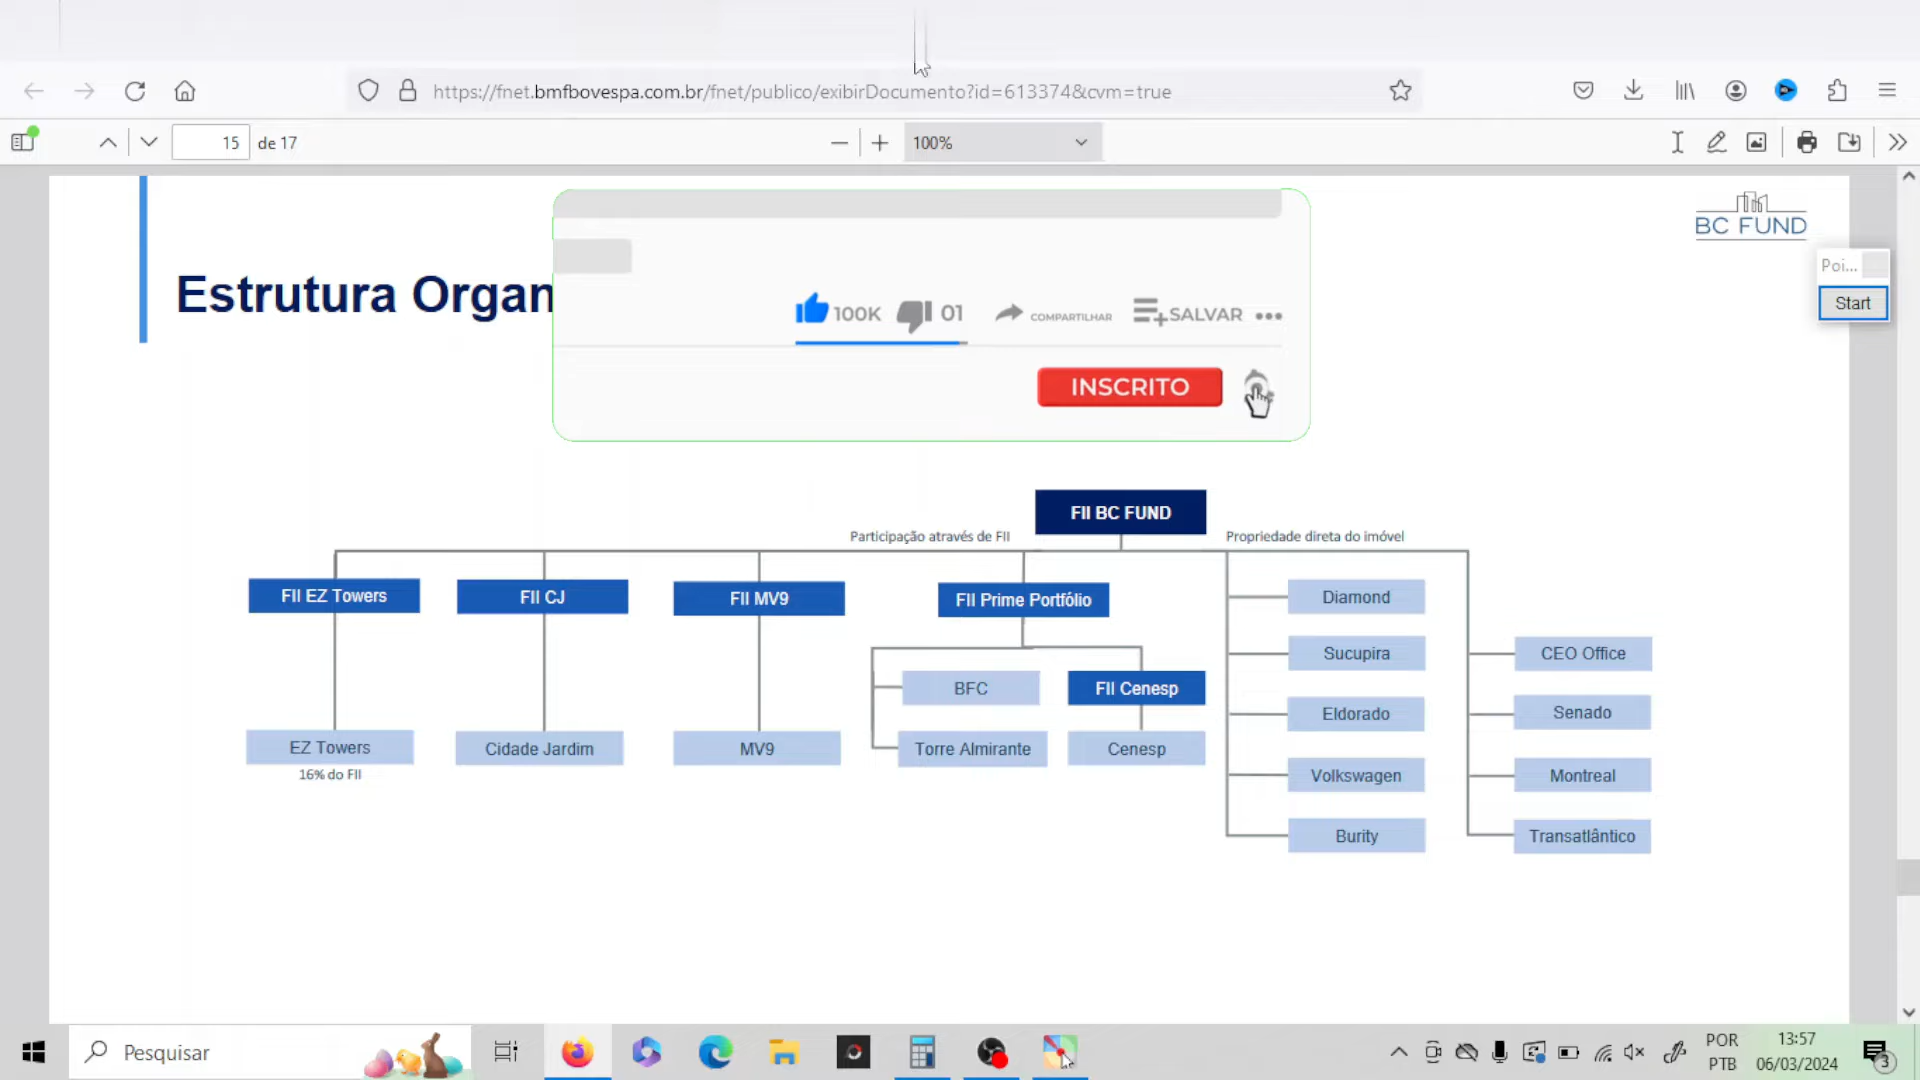 https://fnet.bmfbovespa.com.br/fnet/publico/exibirDocumento?id=613374&cvm=true
15 de 17
100%
BC FUND
Poi...
Start
Estrutura Organ
100K 01 COMPARTILHAR SALVAR
INSCRITO
FII BC FUND
Participação através de FII
Propriedade direta do imóvel
FII EZ Towers
FII CJ
FII MV9
FII Prime Portfólio
Diamond
Sucupira
CEO Office
BFC
FII Cenesp
Eldorado
Senado
EZ Towers
Cidade Jardim
MV9
Torre Almirante
Cenesp
16% do FII
Volkswagen
Montreal
Burity
Transatlântico
Pesquisar
POR
PTB
13:57
06/03/2024
3